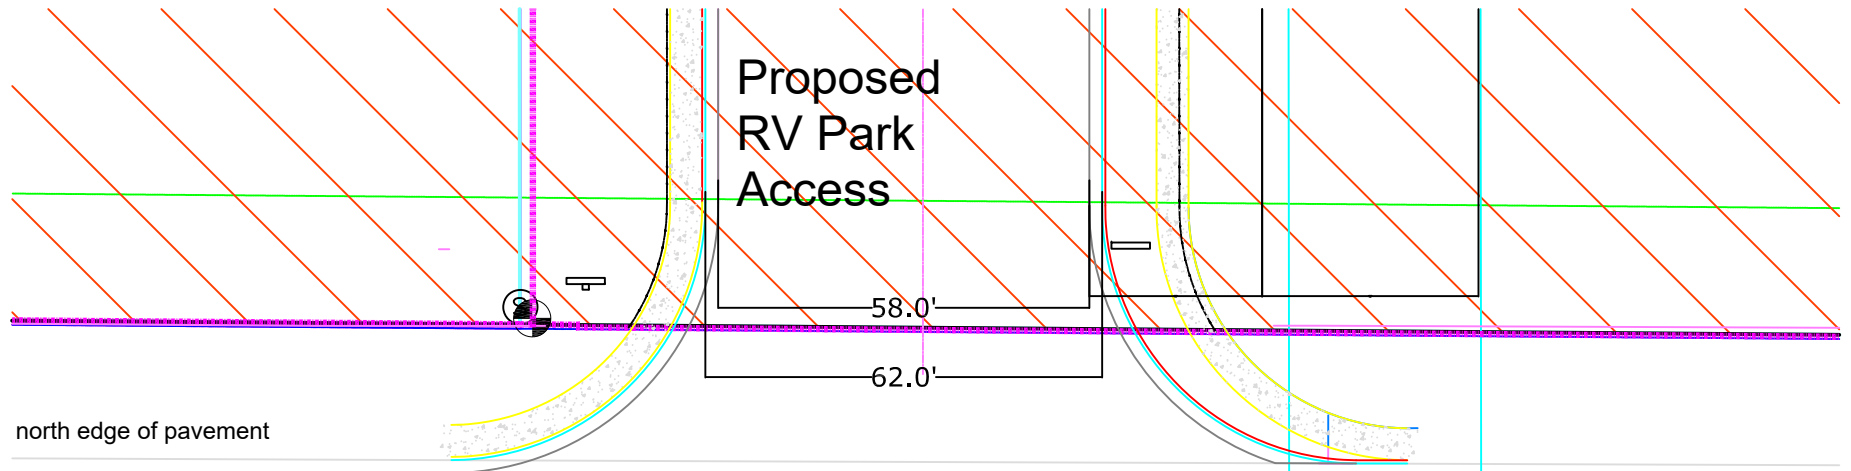 Proposed
RV Park
Access
58.0'
62.0'
north edge of pavement